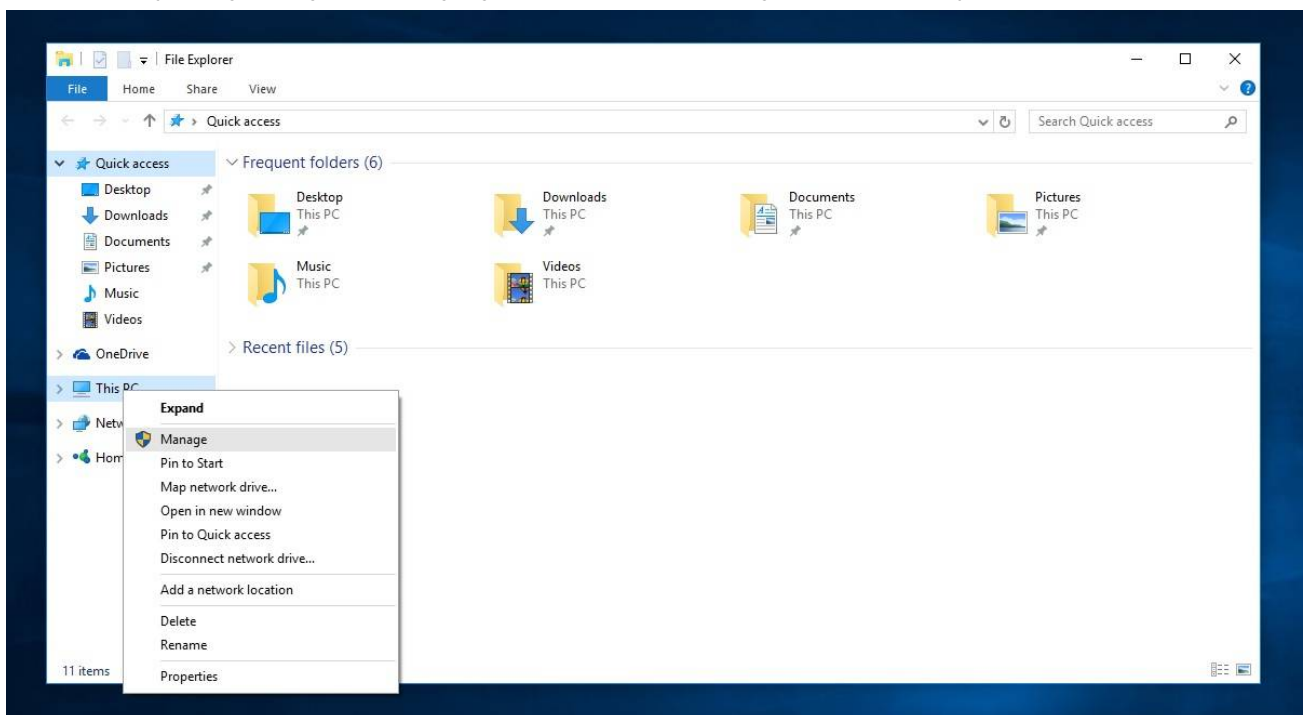 File Explorer
File Home Share View
Quick access
Search Quick access
Quick access
Desktop
Downloads
Documents
Pictures
Music
Videos
OneDrive
This PC
Netw
Hom
Frequent folders (6)
Desktop
This PC
Downloads
This PC
Documents
This PC
Pictures
This PC
Music
This PC
Videos
This PC
Recent files (5)
Expand
Manage
Pin to Start
Map network drive...
Open in new window
Pin to Quick access
Disconnect network drive...
Add a network location
Delete
Rename
Properties
11 items